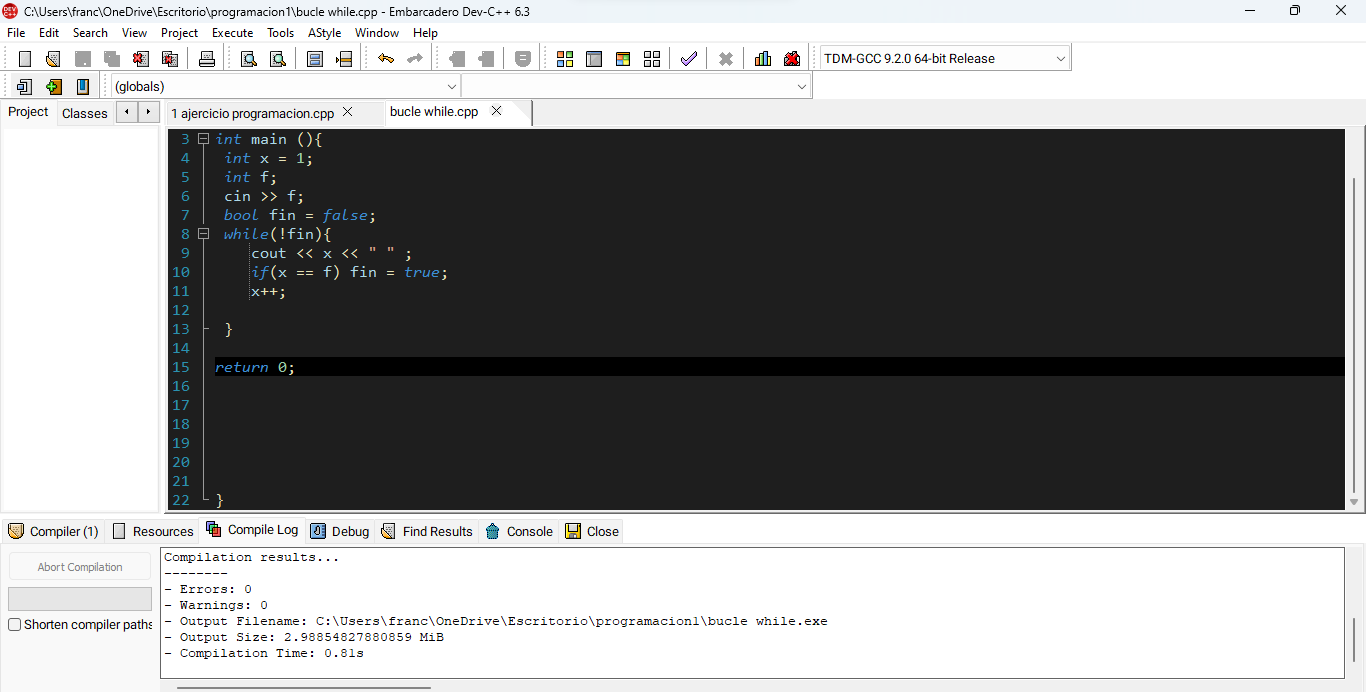 C:\Users\franc\OneDrive\Escritorio\programacion1\bucle while.cpp - Embarcadero Dev-C++ 6.3
File Edit Search View Project Execute Tools AStyle Window Help
TDM-GCC 9.2.0 64-bit Release
(globals)
Project Classes 1 ajercicio programacion.cpp bucle while.cpp
3 int main (){
4 int x = 1;
5 int f;
6 cin >> f;
7 bool fin = false;
8 while(!fin){
9 cout << x << " " ;
10 if(x == f) fin = true;
11 x++;
12
13 }
14
15 return 0;
16
17
18
19
20
21
22 }
Compiler (1) Resources Compile Log Debug Find Results Console Close
Abort Compilation
Shorten compiler paths
Compilation results...
--------
- Errors: 0
- Warnings: 0
- Output Filename: C:\Users\franc\OneDrive\Escritorio\programacion1\bucle while.exe
- Output Size: 2.98854827880859 MiB
- Compilation Time: 0.81s